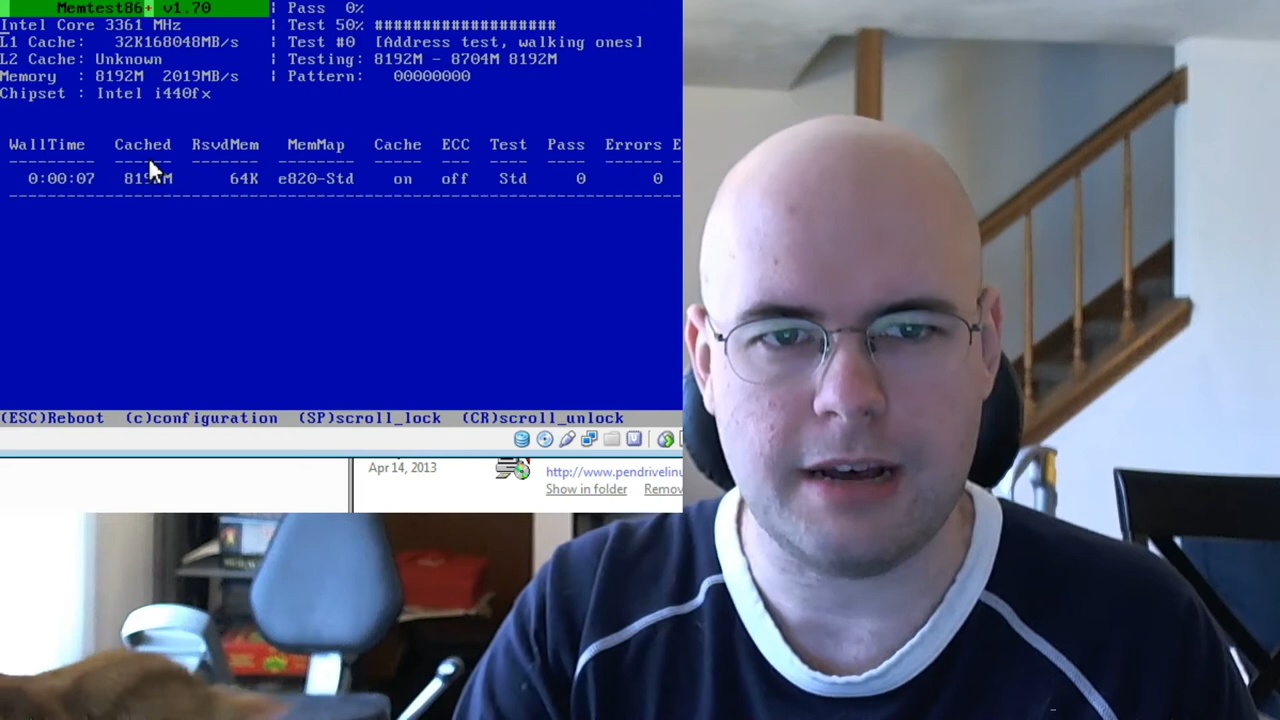 Memtest86+ v1.70 | Pass 0%
Intel Core 3361 MHz | Test 50% ###################
L1 Cache: 32K168048MB/s | Test #0 [Address test, walking ones]
L2 Cache: Unknown | Testing: 8192M - 8704M 8192M
Memory : 8192M 2019MB/s | Pattern: 00000000
Chipset : Intel i440fx
WallTime Cached RsvdMem MemMap Cache ECC Test Pass Errors E
0:00:07 8192M 64K e820-Std on off Std 0 0
(ESC)Reboot (c)configuration (SP)scroll_lock (CR)scroll_unlock
Apr 14, 2013
http://www.pendrivelinu
Show in folder Remov